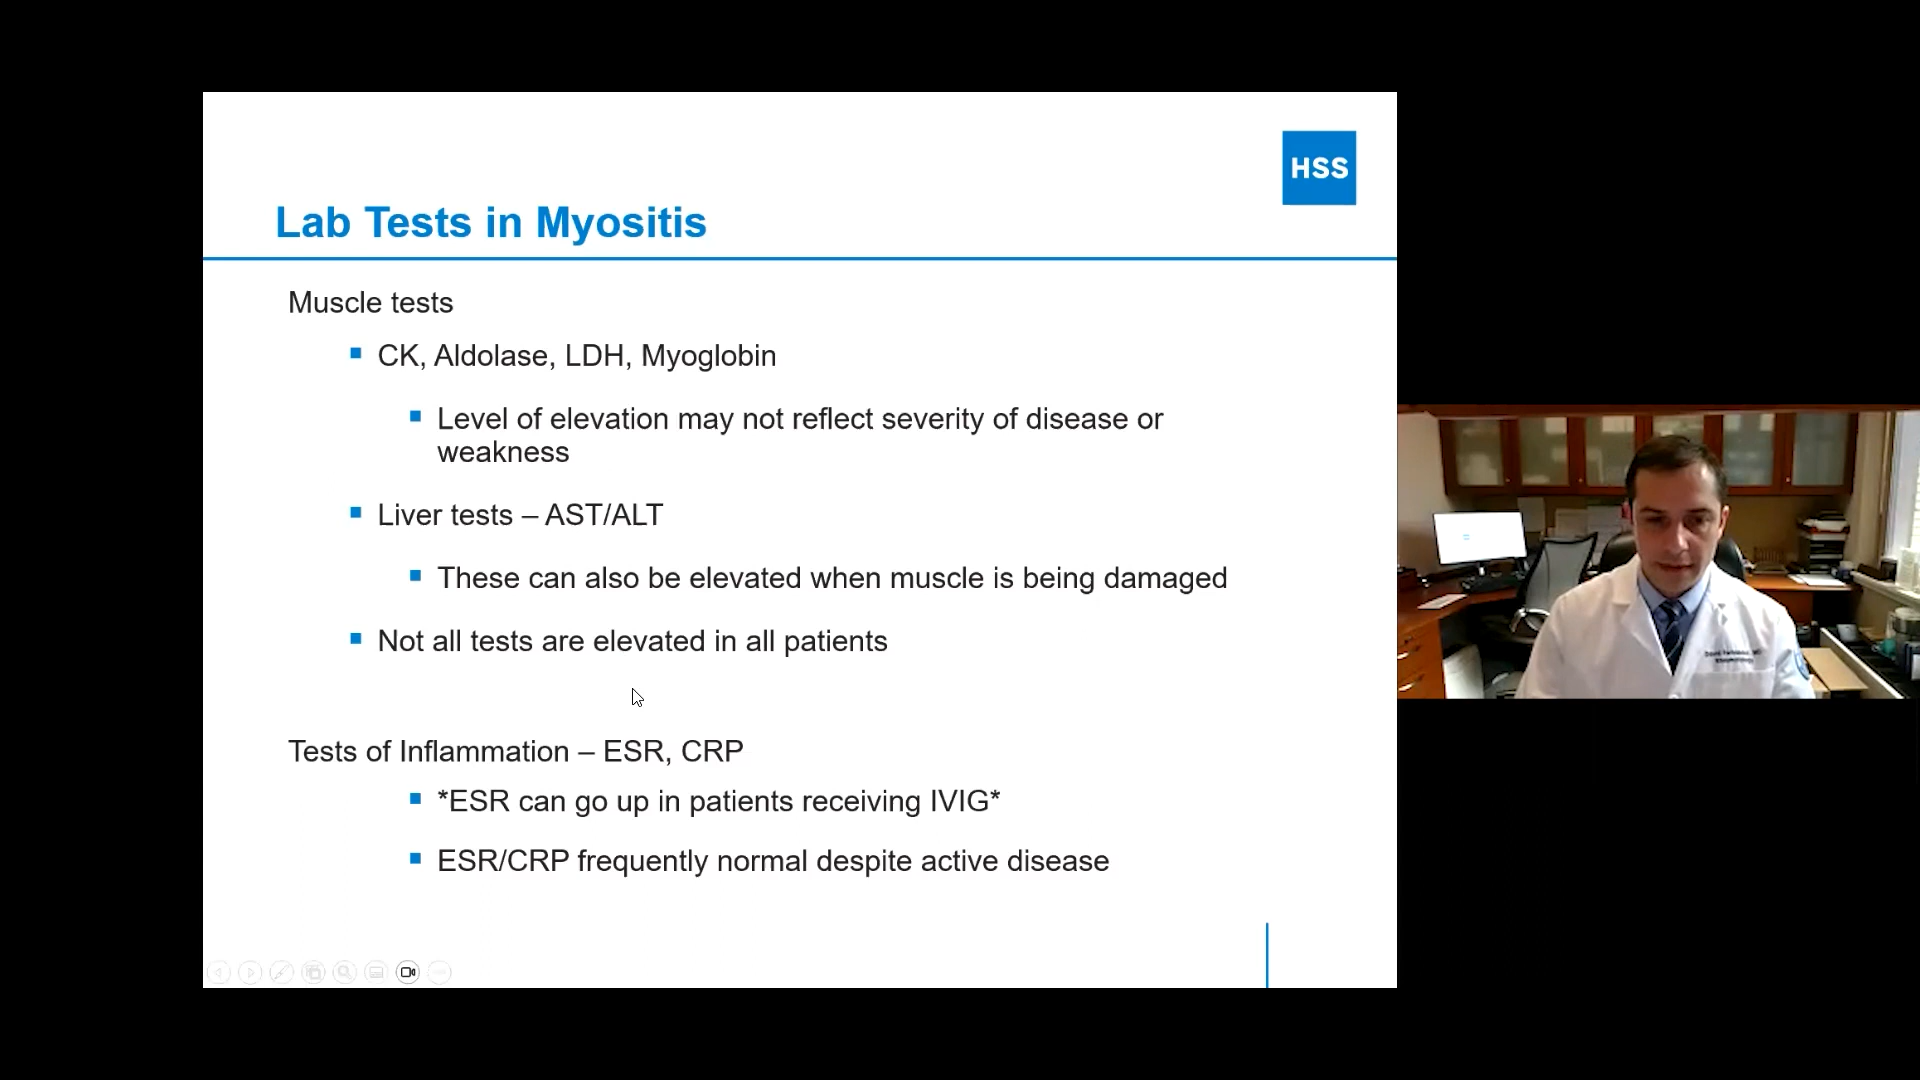 HSS
Lab Tests in Myositis
Muscle tests
CK, Aldolase, LDH, Myoglobin
Level of elevation may not reflect severity of disease or
weakness
Liver tests – AST/ALT
These can also be elevated when muscle is being damaged
Not all tests are elevated in all patients
Tests of Inflammation – ESR, CRP
*ESR can go up in patients receiving IVIG*
ESR/CRP frequently normal despite active disease
David